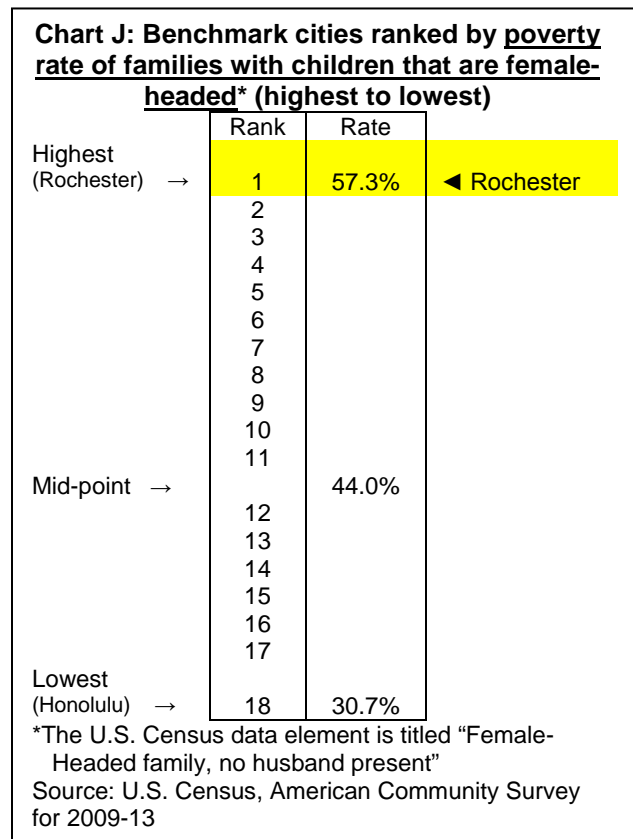 Chart J: Benchmark cities ranked by poverty
rate of families with children that are female-
headed* (highest to lowest)
Rank Rate
Highest
(Rochester) → 1 57.3% ◄ Rochester
2
3
4
5
6
7
8
9
10
11
Mid-point → 44.0%
12
13
14
15
16
17
Lowest
(Honolulu) → 18 30.7%
*The U.S. Census data element is titled “Female-
Headed family, no husband present”
Source: U.S. Census, American Community Survey
for 2009-13